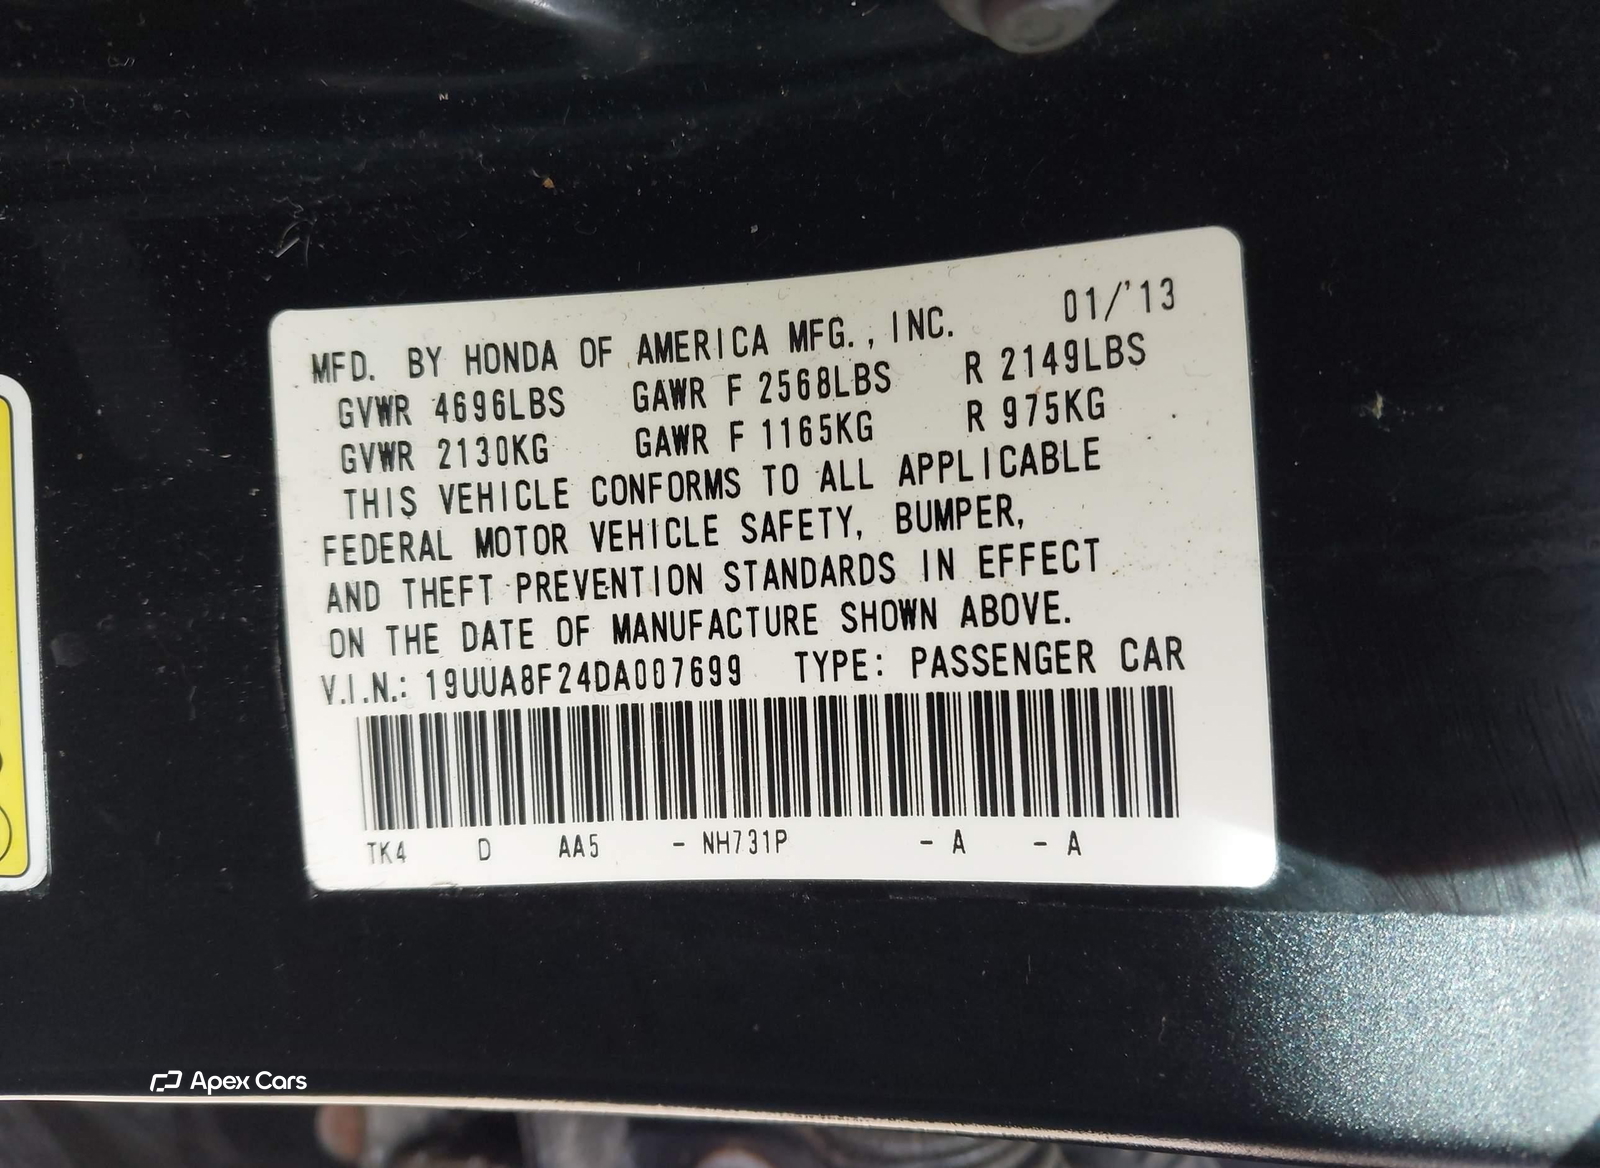 MFD. BY HONDA OF AMERICA MFG., INC. 01/'13
GVWR 4696LBS GAWR F 2568LBS R 2149LBS
GVWR 2130KG GAWR F 1165KG R 975KG
THIS VEHICLE CONFORMS TO ALL APPLICABLE
FEDERAL MOTOR VEHICLE SAFETY, BUMPER,
AND THEFT PREVENTION STANDARDS IN EFFECT
ON THE DATE OF MANUFACTURE SHOWN ABOVE.
V.I.N.: 19UUA8F24DA007699 TYPE: PASSENGER CAR
TK4 D AA5 - NH731P - A - A
Apex Cars